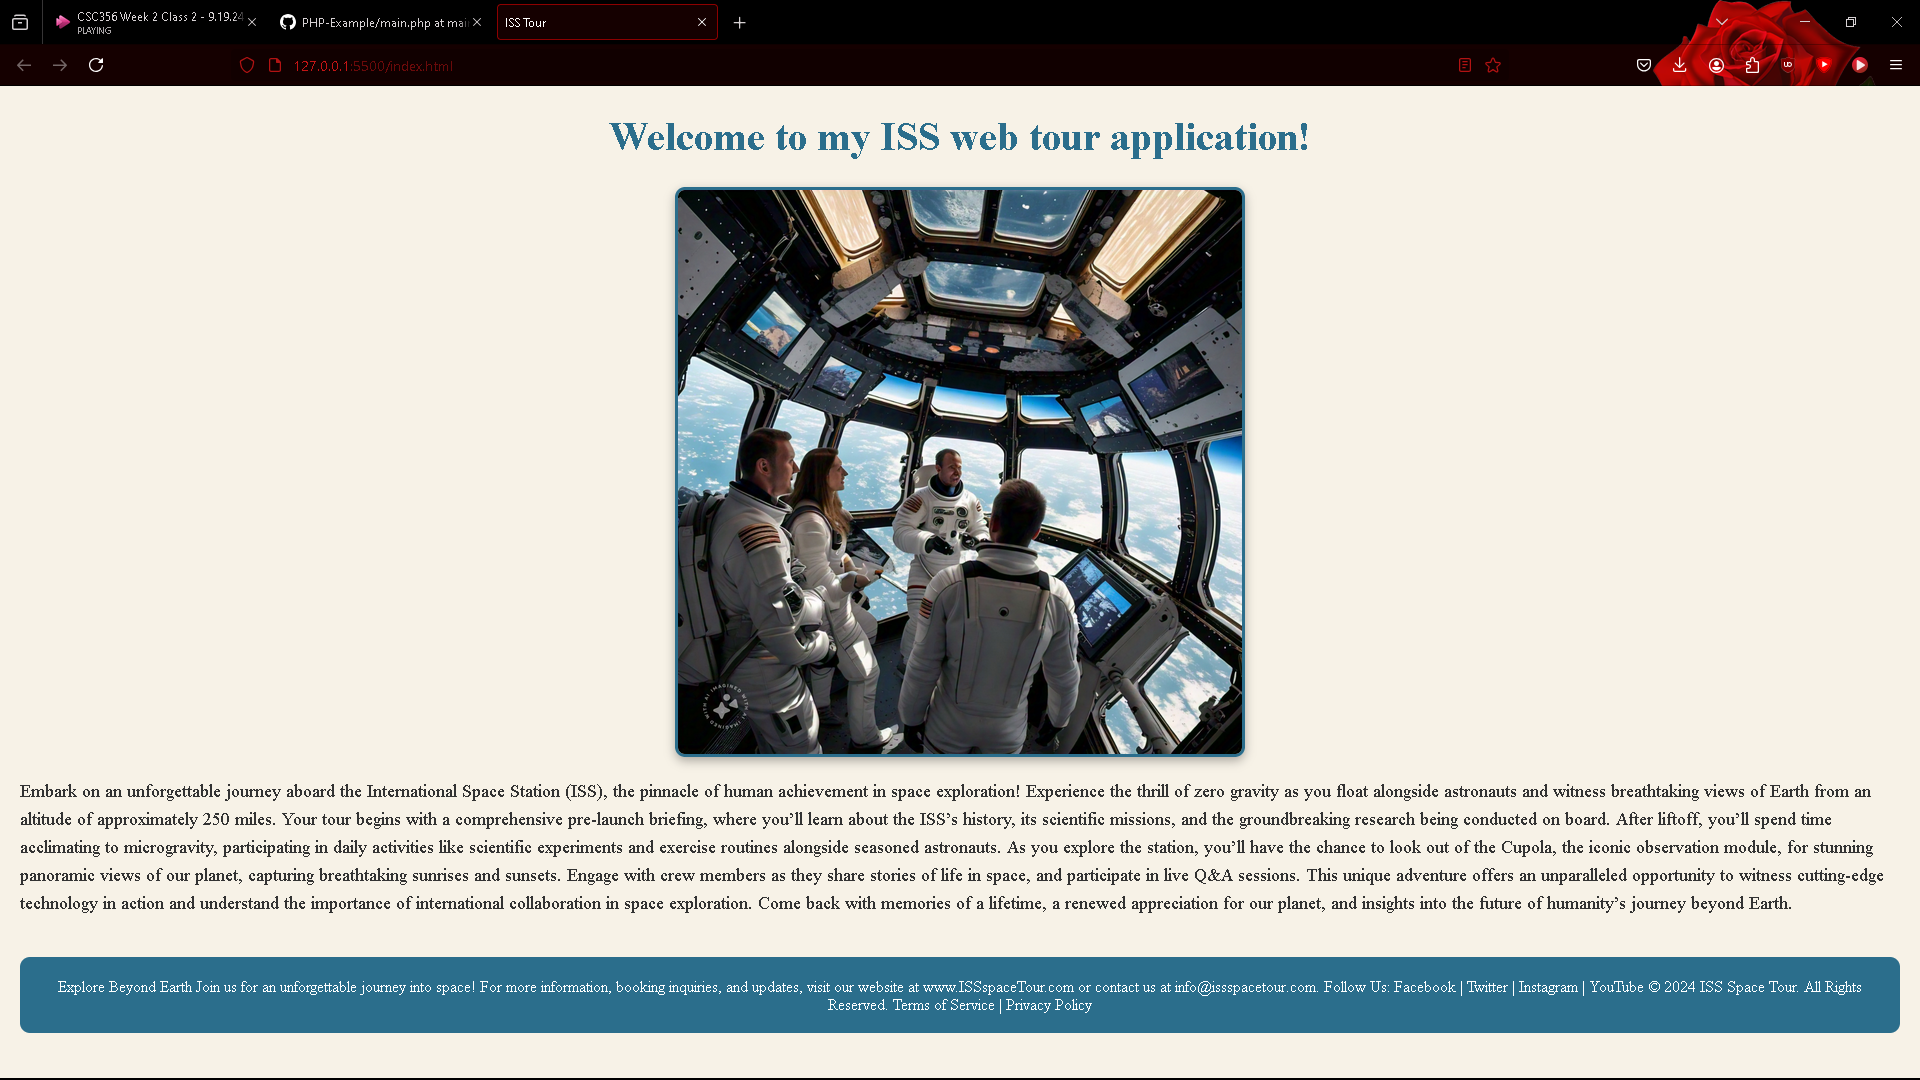 CSC356 Week 2 Class 2 - 9.19.24
PLAYING
PHP-Example/main.php at mai
ISS Tour
127.0.0.1:5500/index.html
Welcome to my ISS web tour application!
IMAGINED WITH AI
Embark on an unforgettable journey aboard the International Space Station (ISS), the pinnacle of human achievement in space exploration! Experience the thrill of zero gravity as you float alongside astronauts and witness breathtaking views of Earth from an
altitude of approximately 250 miles. Your tour begins with a comprehensive pre-launch briefing, where you’ll learn about the ISS’s history, its scientific missions, and the groundbreaking research being conducted on board. After liftoff, you’ll spend time
acclimating to microgravity, participating in daily activities like scientific experiments and exercise routines alongside seasoned astronauts. As you explore the station, you’ll have the chance to look out of the Cupola, the iconic observation module, for stunning
panoramic views of our planet, capturing breathtaking sunrises and sunsets. Engage with crew members as they share stories of life in space, and participate in live Q&A sessions. This unique adventure offers an unparalleled opportunity to witness cutting-edge
technology in action and understand the importance of international collaboration in space exploration. Come back with memories of a lifetime, a renewed appreciation for our planet, and insights into the future of humanity’s journey beyond Earth.
Explore Beyond Earth Join us for an unforgettable journey into space! For more information, booking inquiries, and updates, visit our website at www.ISSspaceTour.com or contact us at info@issspacetour.com. Follow Us: Facebook | Twitter | Instagram | YouTube © 2024 ISS Space Tour. All Rights
Reserved. Terms of Service | Privacy Policy